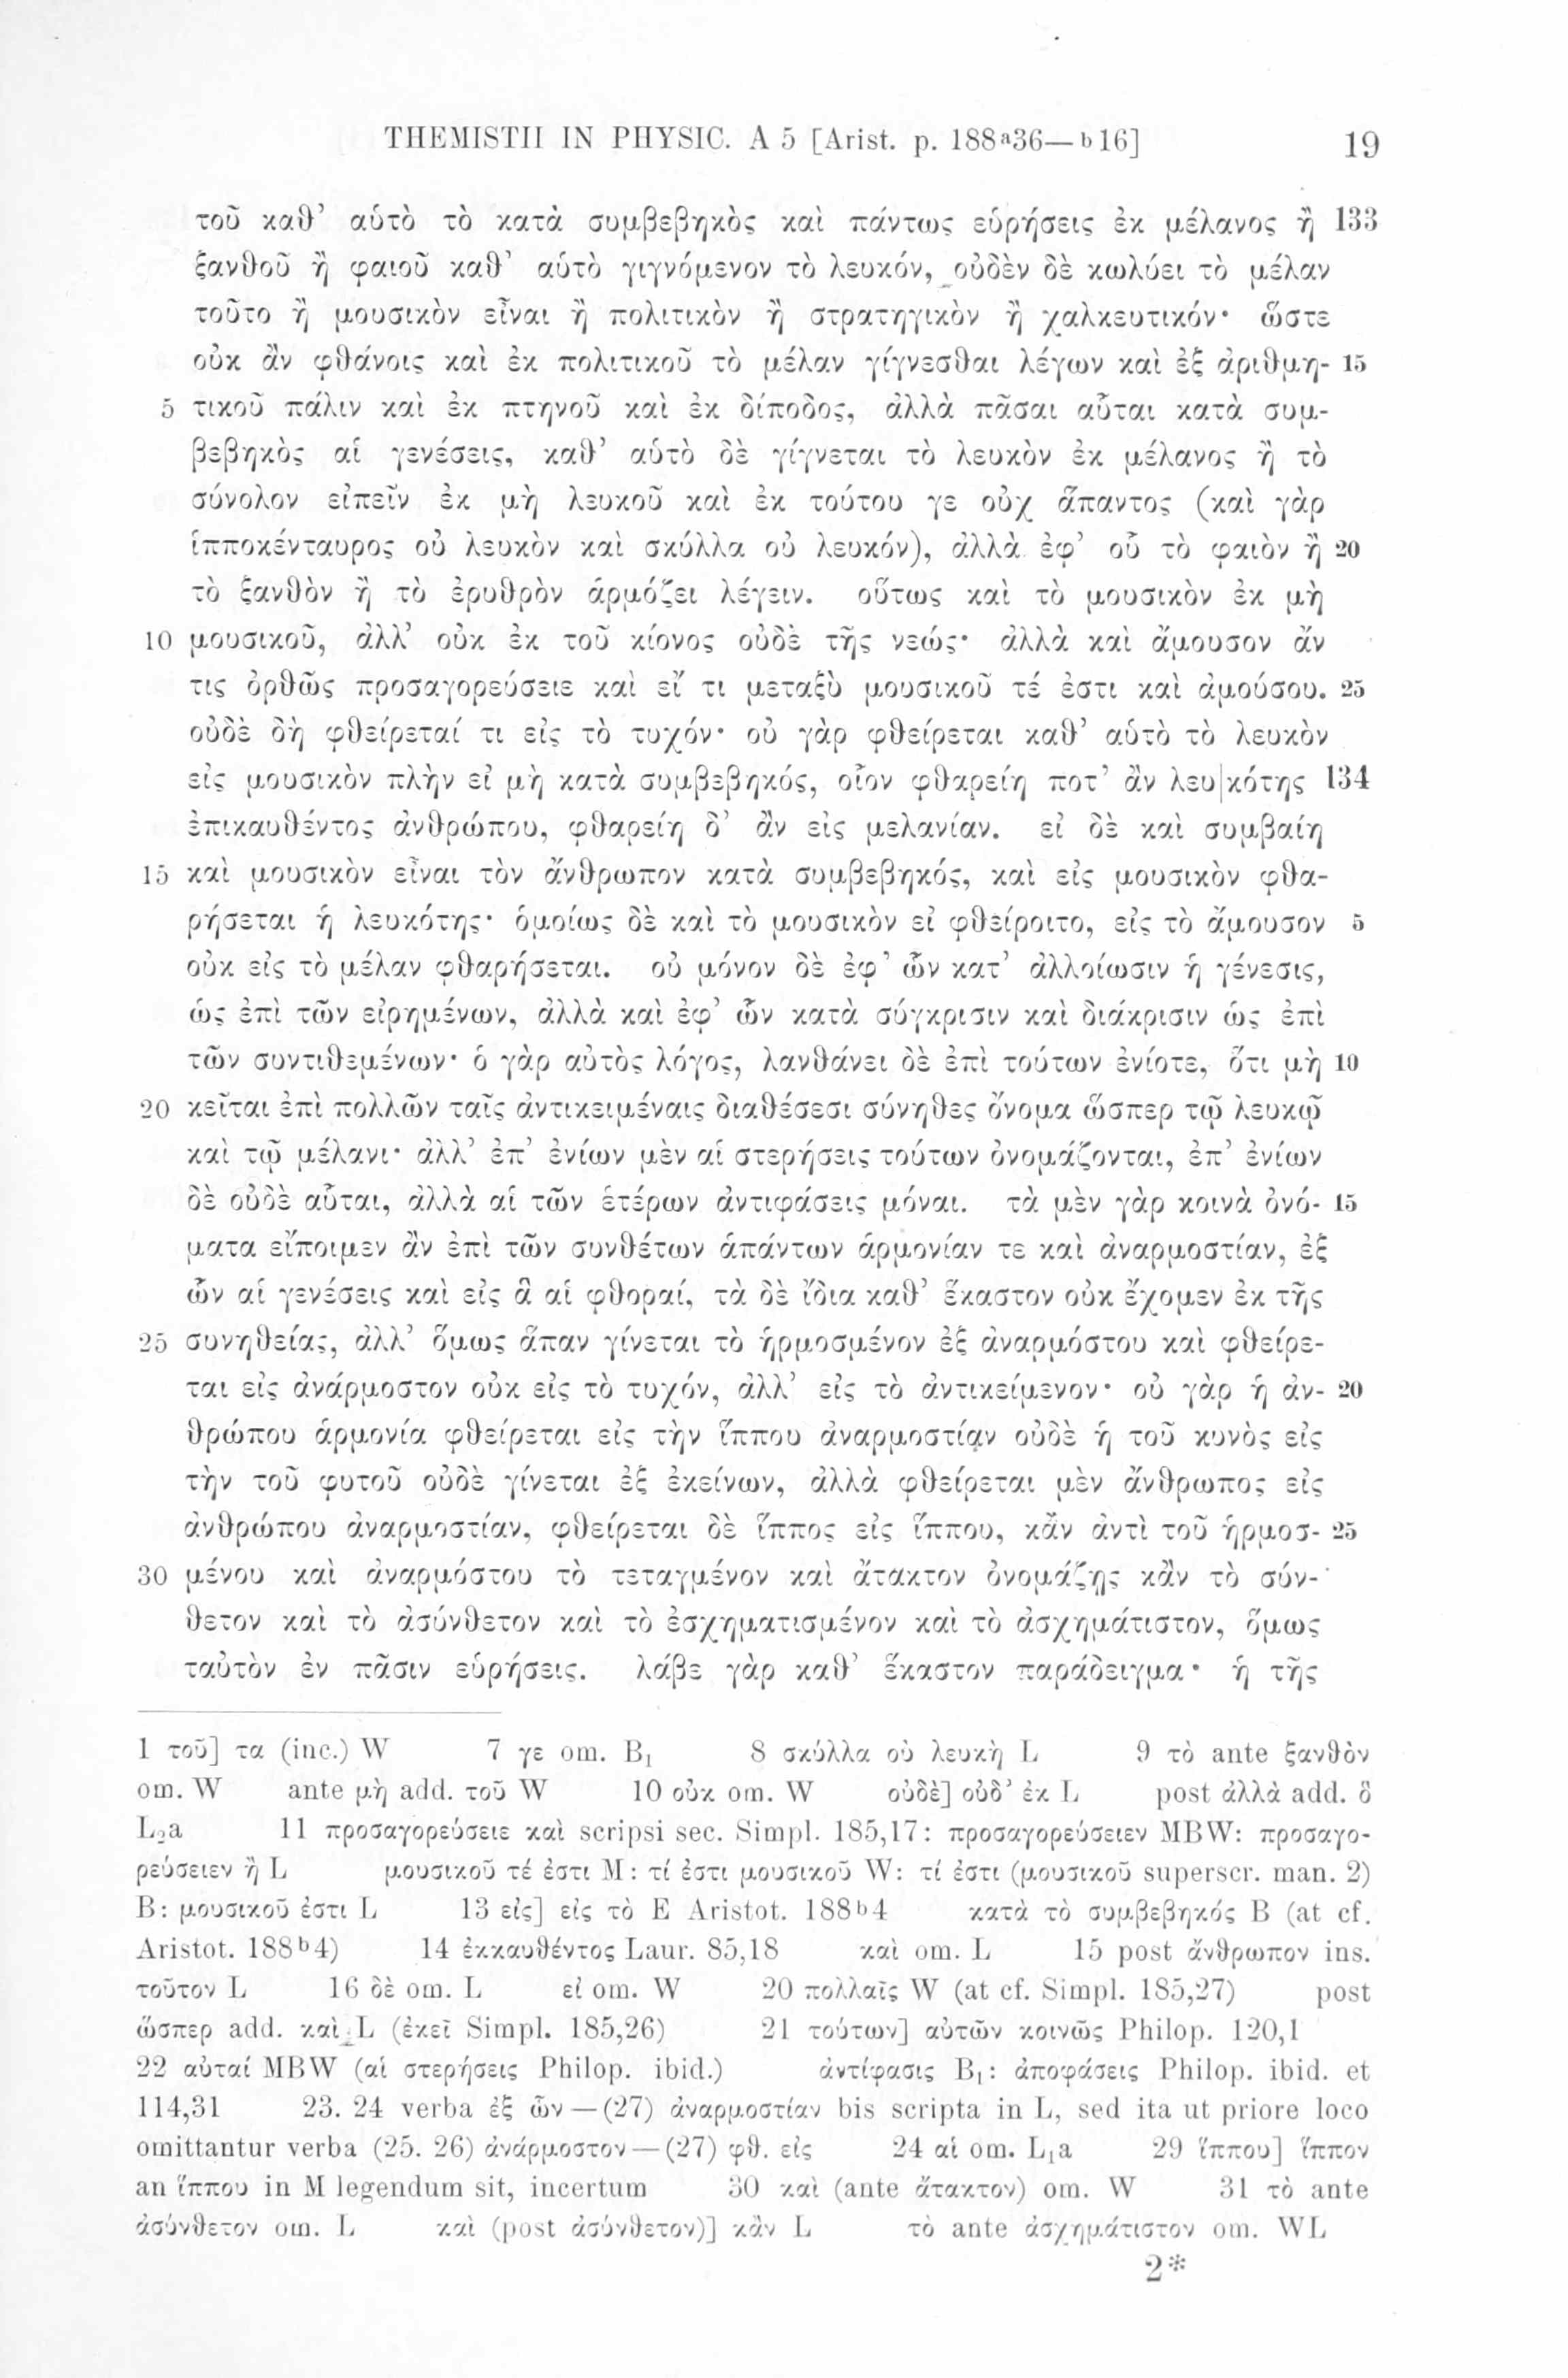 THEMISTII IN PHYSIC. A 5 [Arist. p. 188ᵃ36—ᵇ16] 19
τοῦ καθ’ αὑτὸ τὸ κατὰ συμβεβηκὸς καὶ πάντως εὑρήσεις ἐκ μέλανος ἢ 133
ξανθοῦ ἢ φαιοῦ καθ’ αὑτὸ γιγνόμενον τὸ λευκόν, οὐδὲν δὲ κωλύει τὸ μέλαν
τοῦτο ἢ μουσικὸν εἶναι ἢ πολιτικὸν ἢ στρατηγικὸν ἢ χαλκευτικόν· ὥστε
οὐκ ἂν φθάνοις καὶ ἐκ πολιτικοῦ τὸ μέλαν γίγνεσθαι λέγων καὶ ἐξ ἀριθμη- 15
5 τικοῦ πάλιν καὶ ἐκ πτηνοῦ καὶ ἐκ δίποδος, ἀλλὰ πᾶσαι αὗται κατὰ συμ-
βεβηκὸς αἱ γενέσεις, καθ’ αὑτὸ δὲ γίγνεται τὸ λευκὸν ἐκ μέλανος ἢ τὸ
σύνολον εἰπεῖν ἐκ μὴ λευκοῦ καὶ ἐκ τούτου γε οὐχ ἅπαντος (καὶ γὰρ
ἱπποκένταυρος οὐ λευκὸν καὶ σκύλλα οὐ λευκόν), ἀλλὰ ἐφ’ οὗ τὸ φαιὸν ἢ 20
τὸ ξανθὸν ἢ τὸ ἐρυθρὸν ἁρμόζει λέγειν. οὕτως καὶ τὸ μουσικὸν ἐκ μὴ
10 μουσικοῦ, ἀλλ’ οὐκ ἐκ τοῦ κίονος οὐδὲ τῆς νεώς· ἀλλὰ καὶ ἄμουσον ἄν
τις ὀρθῶς προσαγορεύσειε καὶ εἴ τι μεταξὺ μουσικοῦ τέ ἐστι καὶ ἀμούσου. 25
οὐδὲ δὴ φθείρεταί τι εἰς τὸ τυχόν· οὐ γὰρ φθείρεται καθ’ αὑτὸ τὸ λευκὸν
εἰς μουσικὸν πλὴν εἰ μὴ κατὰ συμβεβηκός, οἷον φθαρείη ποτ’ ἂν λευ|κότης 134
ἐπικαυθέντος ἀνθρώπου, φθαρείη δ’ ἂν εἰς μελανίαν. εἰ δὲ καὶ συμβαίη
15 καὶ μουσικὸν εἶναι τὸν ἄνθρωπον κατὰ συμβεβηκός, καὶ εἰς μουσικὸν φθα-
ρήσεται ἡ λευκότης· ὁμοίως δὲ καὶ τὸ μουσικὸν εἰ φθείροιτο, εἰς τὸ ἄμουσον 5
οὐκ εἰς τὸ μέλαν φθαρήσεται. οὐ μόνον δὲ ἐφ’ ὧν κατ’ ἀλλοίωσιν ἡ γένεσις,
ὡς ἐπὶ τῶν εἰρημένων, ἀλλὰ καὶ ἐφ’ ὧν κατὰ σύγκρισιν καὶ διάκρισιν ὡς ἐπὶ
τῶν συντιθεμένων· ὁ γὰρ αὐτὸς λόγος, λανθάνει δὲ ἐπὶ τούτων ἐνίοτε, ὅτι μὴ 10
20 κεῖται ἐπὶ πολλῶν ταῖς ἀντικειμέναις διαθέσεσι σύνηθες ὄνομα ὥσπερ τῷ λευκῷ
καὶ τῷ μέλανι· ἀλλ’ ἐπ’ ἐνίων μὲν αἱ στερήσεις τούτων ὀνομάζονται, ἐπ’ ἐνίων
δὲ οὐδὲ αὗται, ἀλλὰ αἱ τῶν ἑτέρων ἀντιφάσεις μόναι. τὰ μὲν γὰρ κοινὰ ὀνό- 15
ματα εἴποιμεν ἂν ἐπὶ τῶν συνθέτων ἁπάντων ἁρμονίαν τε καὶ ἀναρμοστίαν, ἐξ
ὧν αἱ γενέσεις καὶ εἰς ἃ αἱ φθοραί, τὰ δὲ ἴδια καθ’ ἕκαστον οὐκ ἔχομεν ἐκ τῆς
25 συνηθείας, ἀλλ’ ὅμως ἅπαν γίνεται τὸ ἡρμοσμένον ἐξ ἀναρμόστου καὶ φθείρε-
ται εἰς ἀνάρμοστον οὐκ εἰς τὸ τυχόν, ἀλλ’ εἰς τὸ ἀντικείμενον· οὐ γὰρ ἡ ἀν- 20
θρώπου ἁρμονία φθείρεται εἰς τὴν ἵππου ἀναρμοστίαν οὐδὲ ἡ τοῦ κυνὸς εἰς
τὴν τοῦ φυτοῦ οὐδὲ γίνεται ἐξ ἐκείνων, ἀλλὰ φθείρεται μὲν ἄνθρωπος εἰς
ἀνθρώπου ἀναρμοστίαν, φθείρεται δὲ ἵππος εἰς ἵππου, κἂν ἀντὶ τοῦ ἡρμοσ- 25
30 μένου καὶ ἀναρμόστου τὸ τεταγμένον καὶ ἄτακτον ὀνομάζῃς κἂν τὸ σύν-
θετον καὶ τὸ ἀσύνθετον καὶ τὸ ἐσχηματισμένον καὶ τὸ ἀσχημάτιστον, ὅμως
ταὐτὸν ἐν πᾶσιν εὑρήσεις. λάβε γὰρ καθ’ ἕκαστον παράδειγμα· ἡ τῆς
1 τοῦ] τα (inc.) W 7 γε om. B₁ 8 σκύλλα οὐ λευκὴ L 9 τὸ ante ξανθὸν
om. W ante μὴ add. τοῦ W 10 οὐκ om. W οὐδὲ] οὐδ’ ἐκ L post ἀλλὰ add. ὃ
L₂a 11 προσαγορεύσειε καὶ scripsi sec. Simpl. 185,17: προσαγορεύσειεν MBW: προσαγο-
ρεύσειεν ἢ L μουσικοῦ τέ ἐστι M: τί ἐστι μουσικοῦ W: τί ἐστι (μουσικοῦ superscr. man. 2)
B: μουσικοῦ ἐστι L 13 εἰς] εἰς τὸ E Aristot. 188ᵇ4 κατὰ τὸ συμβεβηκός B (at cf.
Aristot. 188ᵇ4) 14 ἐκκαυθέντος Laur. 85,18 καὶ om. L 15 post ἄνθρωπον ins.
τοῦτον L 16 δὲ om. L εἰ om. W 20 πολλαῖς W (at cf. Simpl. 185,27) post
ὥσπερ add. καὶ L (ἐκεῖ Simpl. 185,26) 21 τούτων] αὐτῶν κοινῶς Philop. 120,1
22 αὐταί MBW (αἱ στερήσεις Philop. ibid.) ἀντίφασις B₁: ἀποφάσεις Philop. ibid. et
114,31 23. 24 verba ἐξ ὧν—(27) ἀναρμοστίαν bis scripta in L, sed ita ut priore loco
omittantur verba (25. 26) ἀνάρμοστον—(27) φθ. εἰς 24 αἱ om. L₁a 29 ἵππου] ἵππον
an ἵππου in M legendum sit, incertum 30 καὶ (ante ἄτακτον) om. W 31 τὸ ante
ἀσύνθετον om. L καὶ (post ἀσύνθετον)] κἂν L τὸ ante ἀσχημάτιστον om. WL
2*